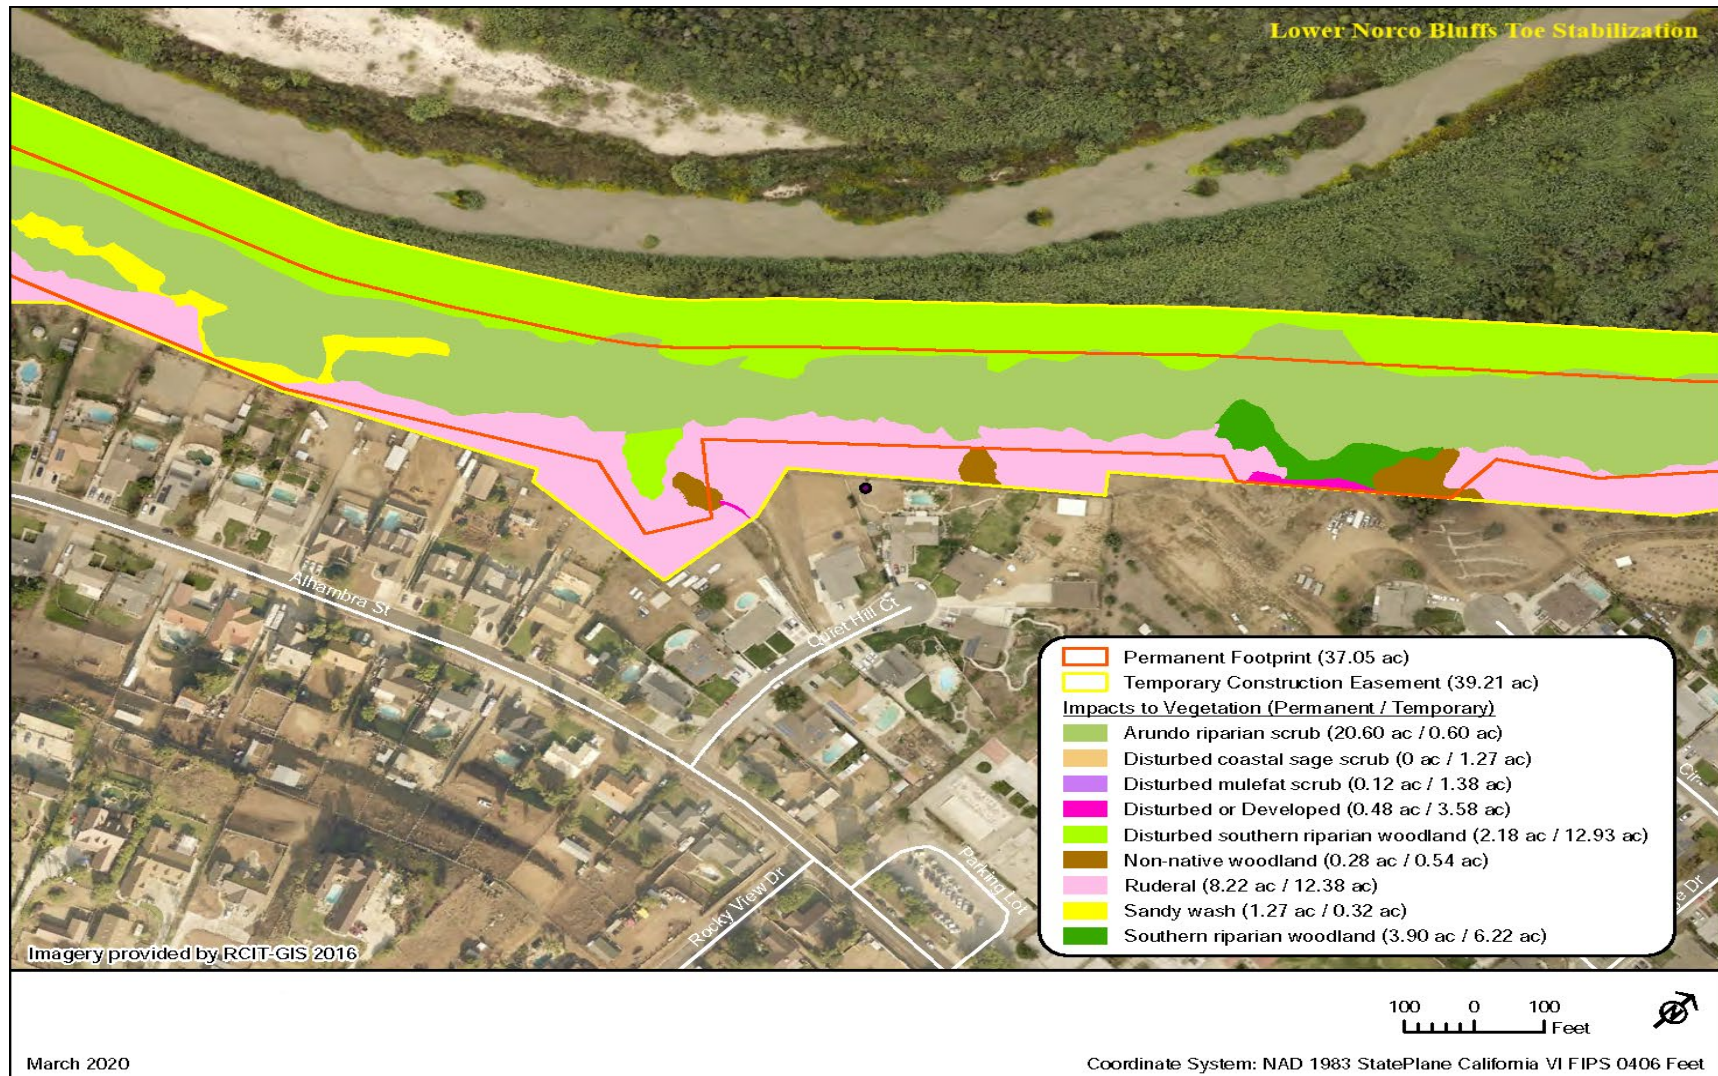 Lower Norco Bluffs Toe Stabilization
Alhambra St
Quiet Hill Ct
Rocky View Dr
Parking Lot
Cir
Dr
Permanent Footprint (37.05 ac)
Temporary Construction Easement (39.21 ac)
Impacts to Vegetation (Permanent / Temporary)
Arundo riparian scrub (20.60 ac / 0.60 ac)
Disturbed coastal sage scrub (0 ac / 1.27 ac)
Disturbed mulefat scrub (0.12 ac / 1.38 ac)
Disturbed or Developed (0.48 ac / 3.58 ac)
Disturbed southern riparian woodland (2.18 ac / 12.93 ac)
Non-native woodland (0.28 ac / 0.54 ac)
Ruderal (8.22 ac / 12.38 ac)
Sandy wash (1.27 ac / 0.32 ac)
Southern riparian woodland (3.90 ac / 6.22 ac)
Imagery provided by RCIT-GIS 2016
100 0 100
Feet
N
March 2020
Coordinate System: NAD 1983 StatePlane California VI FIPS 0406 Feet